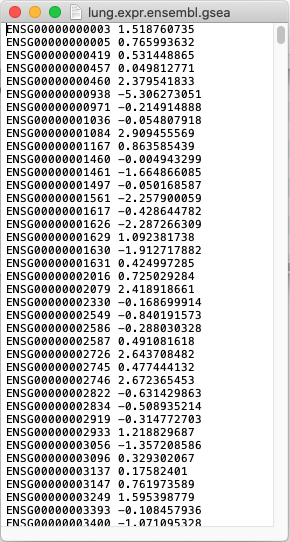 lung.expr.ensembl.gsea
ENSG00000000003 1.518760735
ENSG00000000005 0.765993632
ENSG00000000419 0.531448865
ENSG00000000457 0.049812771
ENSG00000000460 2.379541833
ENSG00000000938 -5.306273051
ENSG00000000971 -0.214914888
ENSG00000001036 -0.054807918
ENSG00000001084 2.909455569
ENSG00000001167 0.863585439
ENSG00000001460 -0.004943299
ENSG00000001461 -1.664866085
ENSG00000001497 -0.050168587
ENSG00000001561 -2.257900059
ENSG00000001617 -0.428644782
ENSG00000001626 -2.287266309
ENSG00000001629 1.092381738
ENSG00000001630 -1.912717882
ENSG00000001631 0.424997285
ENSG00000002016 0.725029284
ENSG00000002079 2.418918661
ENSG00000002330 -0.168699914
ENSG00000002549 -0.840191573
ENSG00000002586 -0.288030328
ENSG00000002587 0.491081618
ENSG00000002726 2.643708482
ENSG00000002745 0.477444132
ENSG00000002746 2.672365453
ENSG00000002822 -0.631429863
ENSG00000002834 -0.508935214
ENSG00000002919 -0.314772703
ENSG00000002933 1.218829687
ENSG00000003056 -1.357208586
ENSG00000003096 0.329302067
ENSG00000003137 0.17582401
ENSG00000003147 0.761973589
ENSG00000003249 1.595398779
ENSG00000003393 -0.108457936
ENSG00000003400 -1.071095328